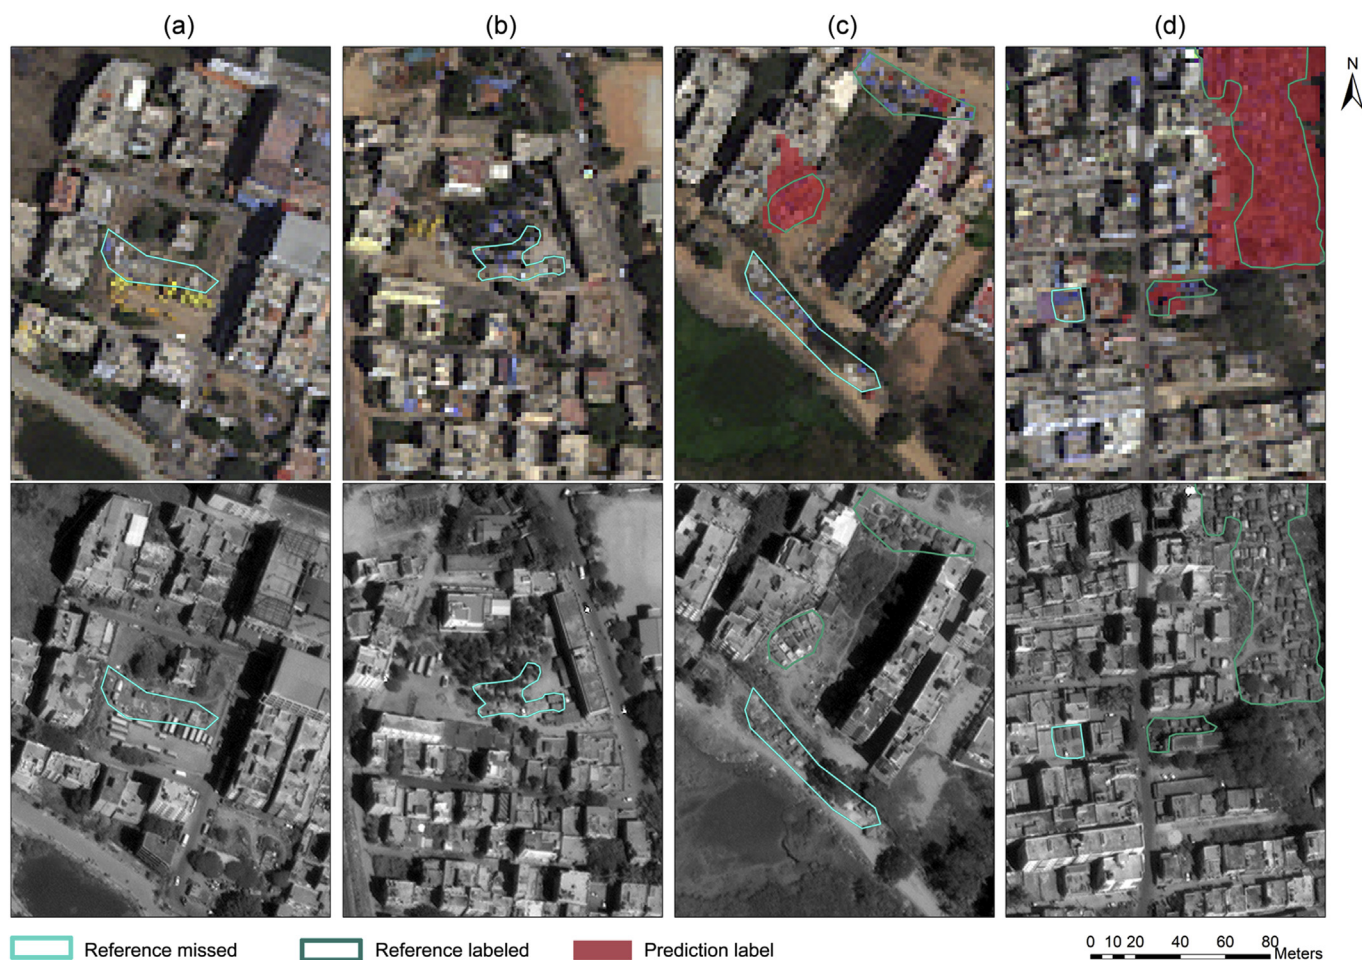 (a) (b) (c) (d)
N
Reference missed Reference labeled Prediction label 0 10 20 40 60 80 Meters